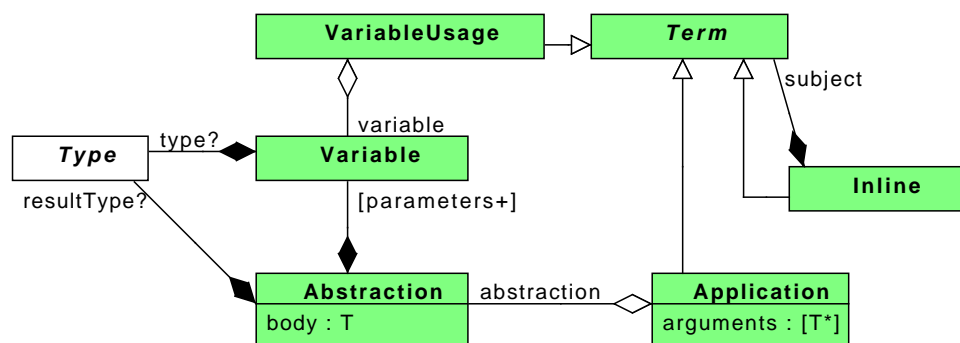 VariableUsage
Term
subject
variable
type?
Type
Variable
resultType?
[parameters+]
Inline
Abstraction
abstraction
Application
body : T
arguments : [T*]